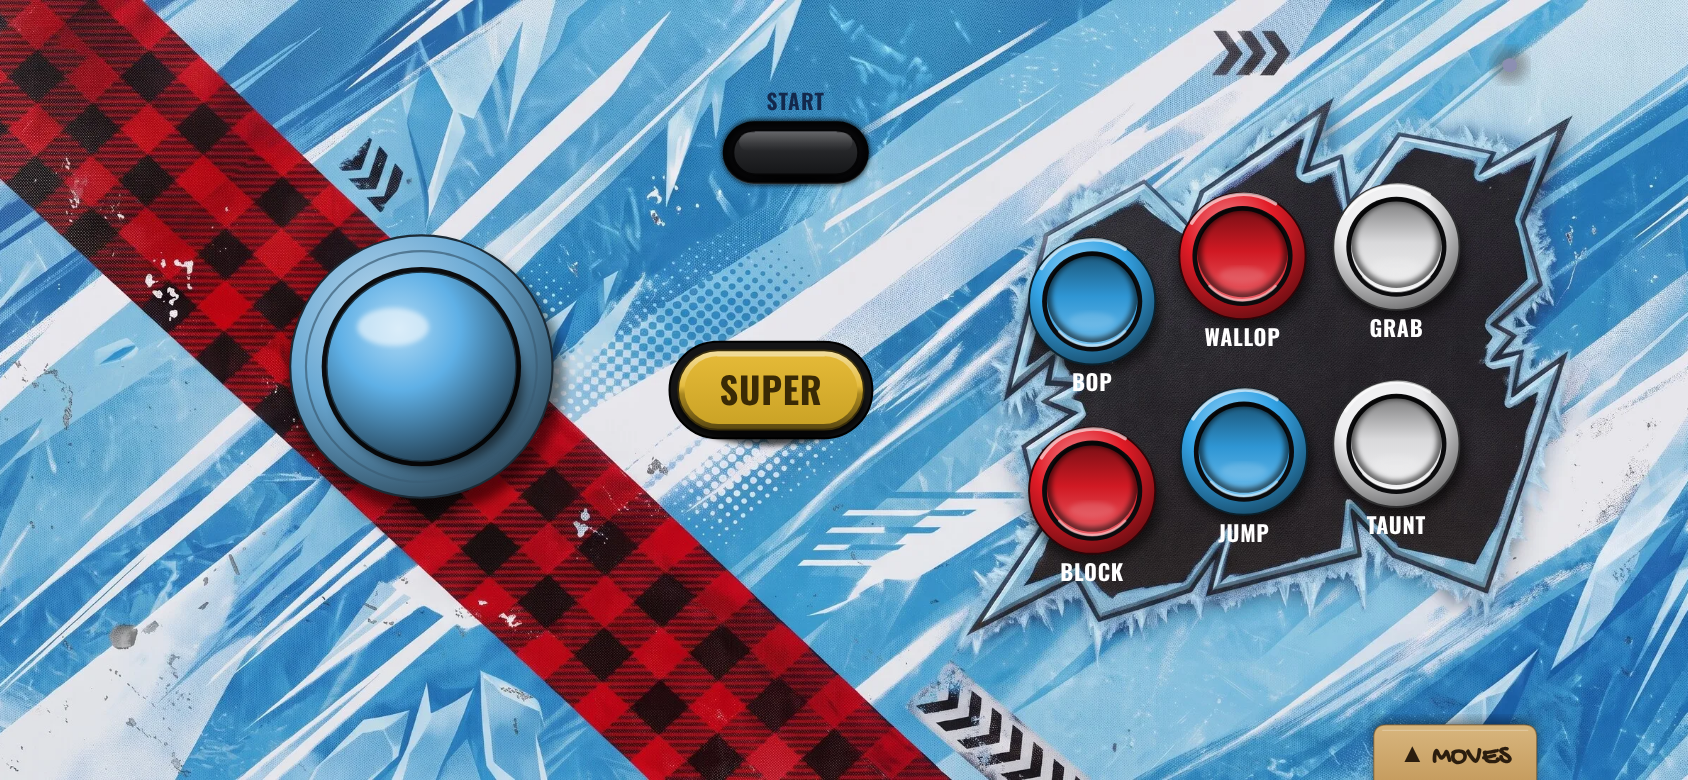 START
SUPER
BOP
WALLOP
GRAB
BLOCK
JUMP
TAUNT
▲ MOVES